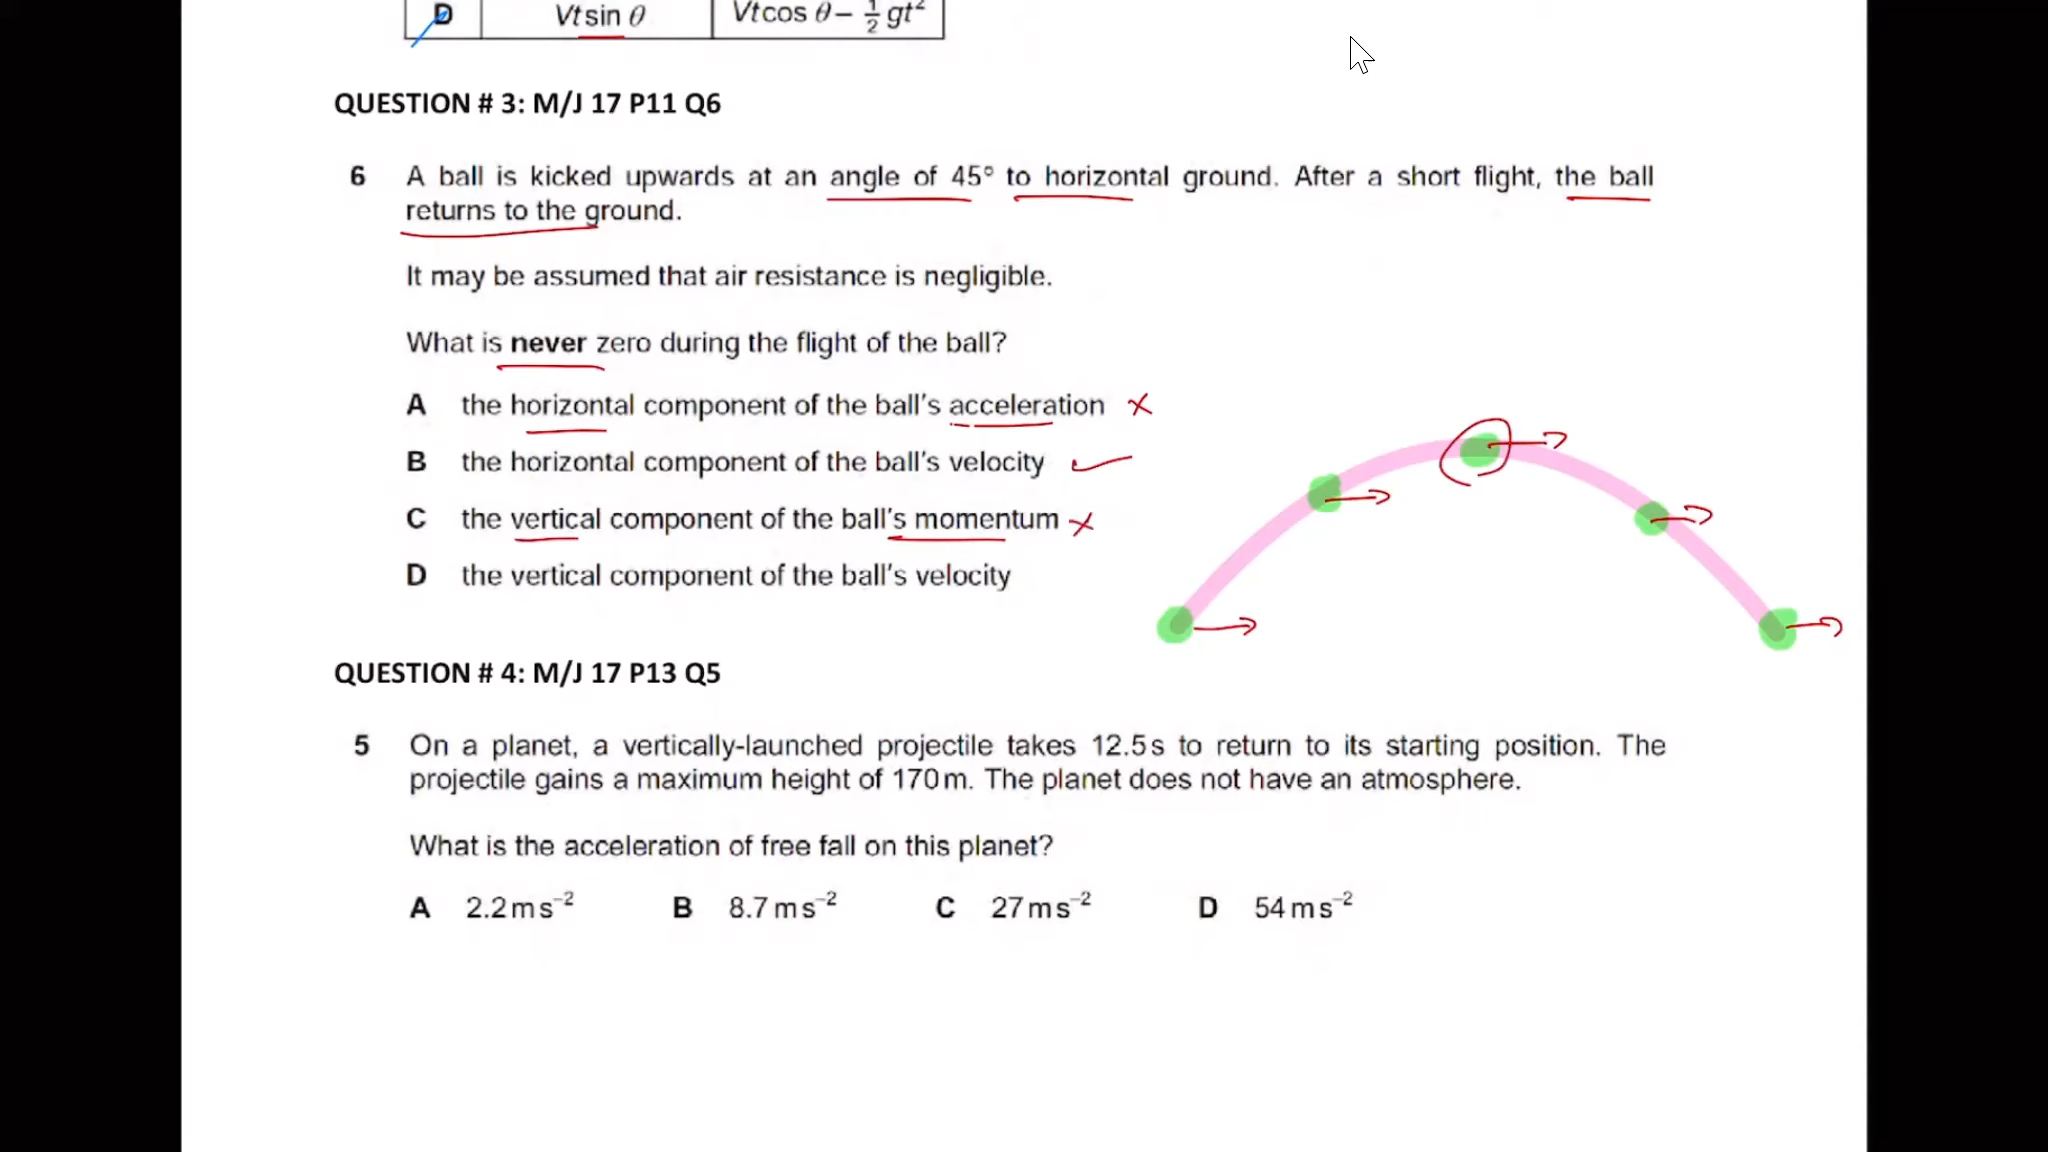 D Vt sin θ Vt cos θ – ½ gt²
QUESTION # 3: M/J 17 P11 Q6
6 A ball is kicked upwards at an angle of 45° to horizontal ground. After a short flight, the ball
returns to the ground.
It may be assumed that air resistance is negligible.
What is never zero during the flight of the ball?
A the horizontal component of the ball's acceleration ×
B the horizontal component of the ball's velocity ✓
C the vertical component of the ball's momentum ×
D the vertical component of the ball's velocity
QUESTION # 4: M/J 17 P13 Q5
5 On a planet, a vertically-launched projectile takes 12.5 s to return to its starting position. The
projectile gains a maximum height of 170 m. The planet does not have an atmosphere.
What is the acceleration of free fall on this planet?
A 2.2 m s⁻² B 8.7 m s⁻² C 27 m s⁻² D 54 m s⁻²